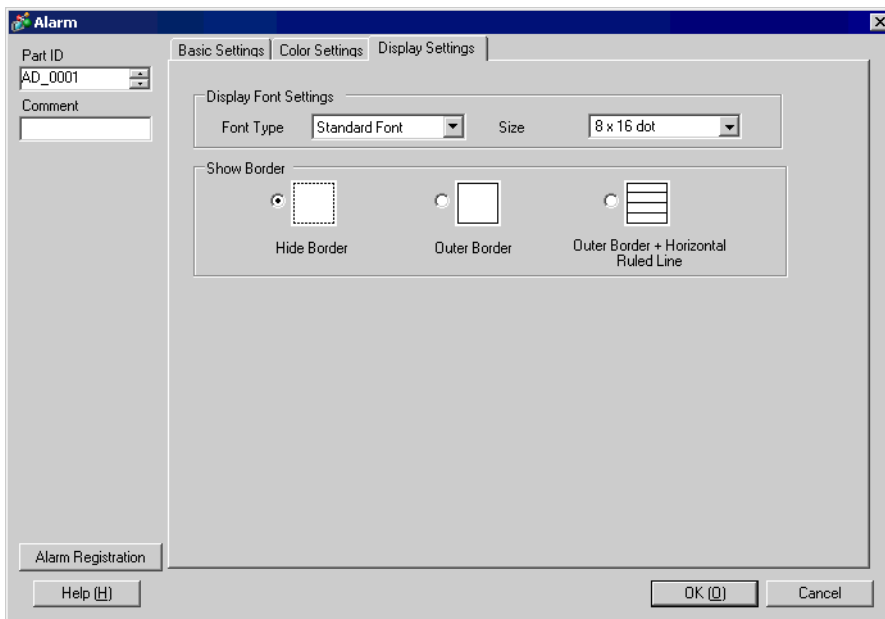 Alarm
Part ID
AD_0001
Comment
Basic Settings
Color Settings
Display Settings
Display Font Settings
Font Type
Standard Font
Size
8 x 16 dot
Show Border
Hide Border
Outer Border
Outer Border + Horizontal
Ruled Line
Alarm Registration
Help (H)
OK (O)
Cancel